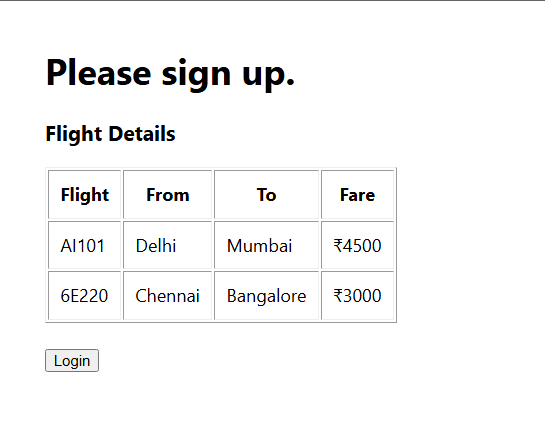 Please sign up.
Flight Details
Flight From To Fare
AI101 Delhi Mumbai ₹4500
6E220 Chennai Bangalore ₹3000
Login